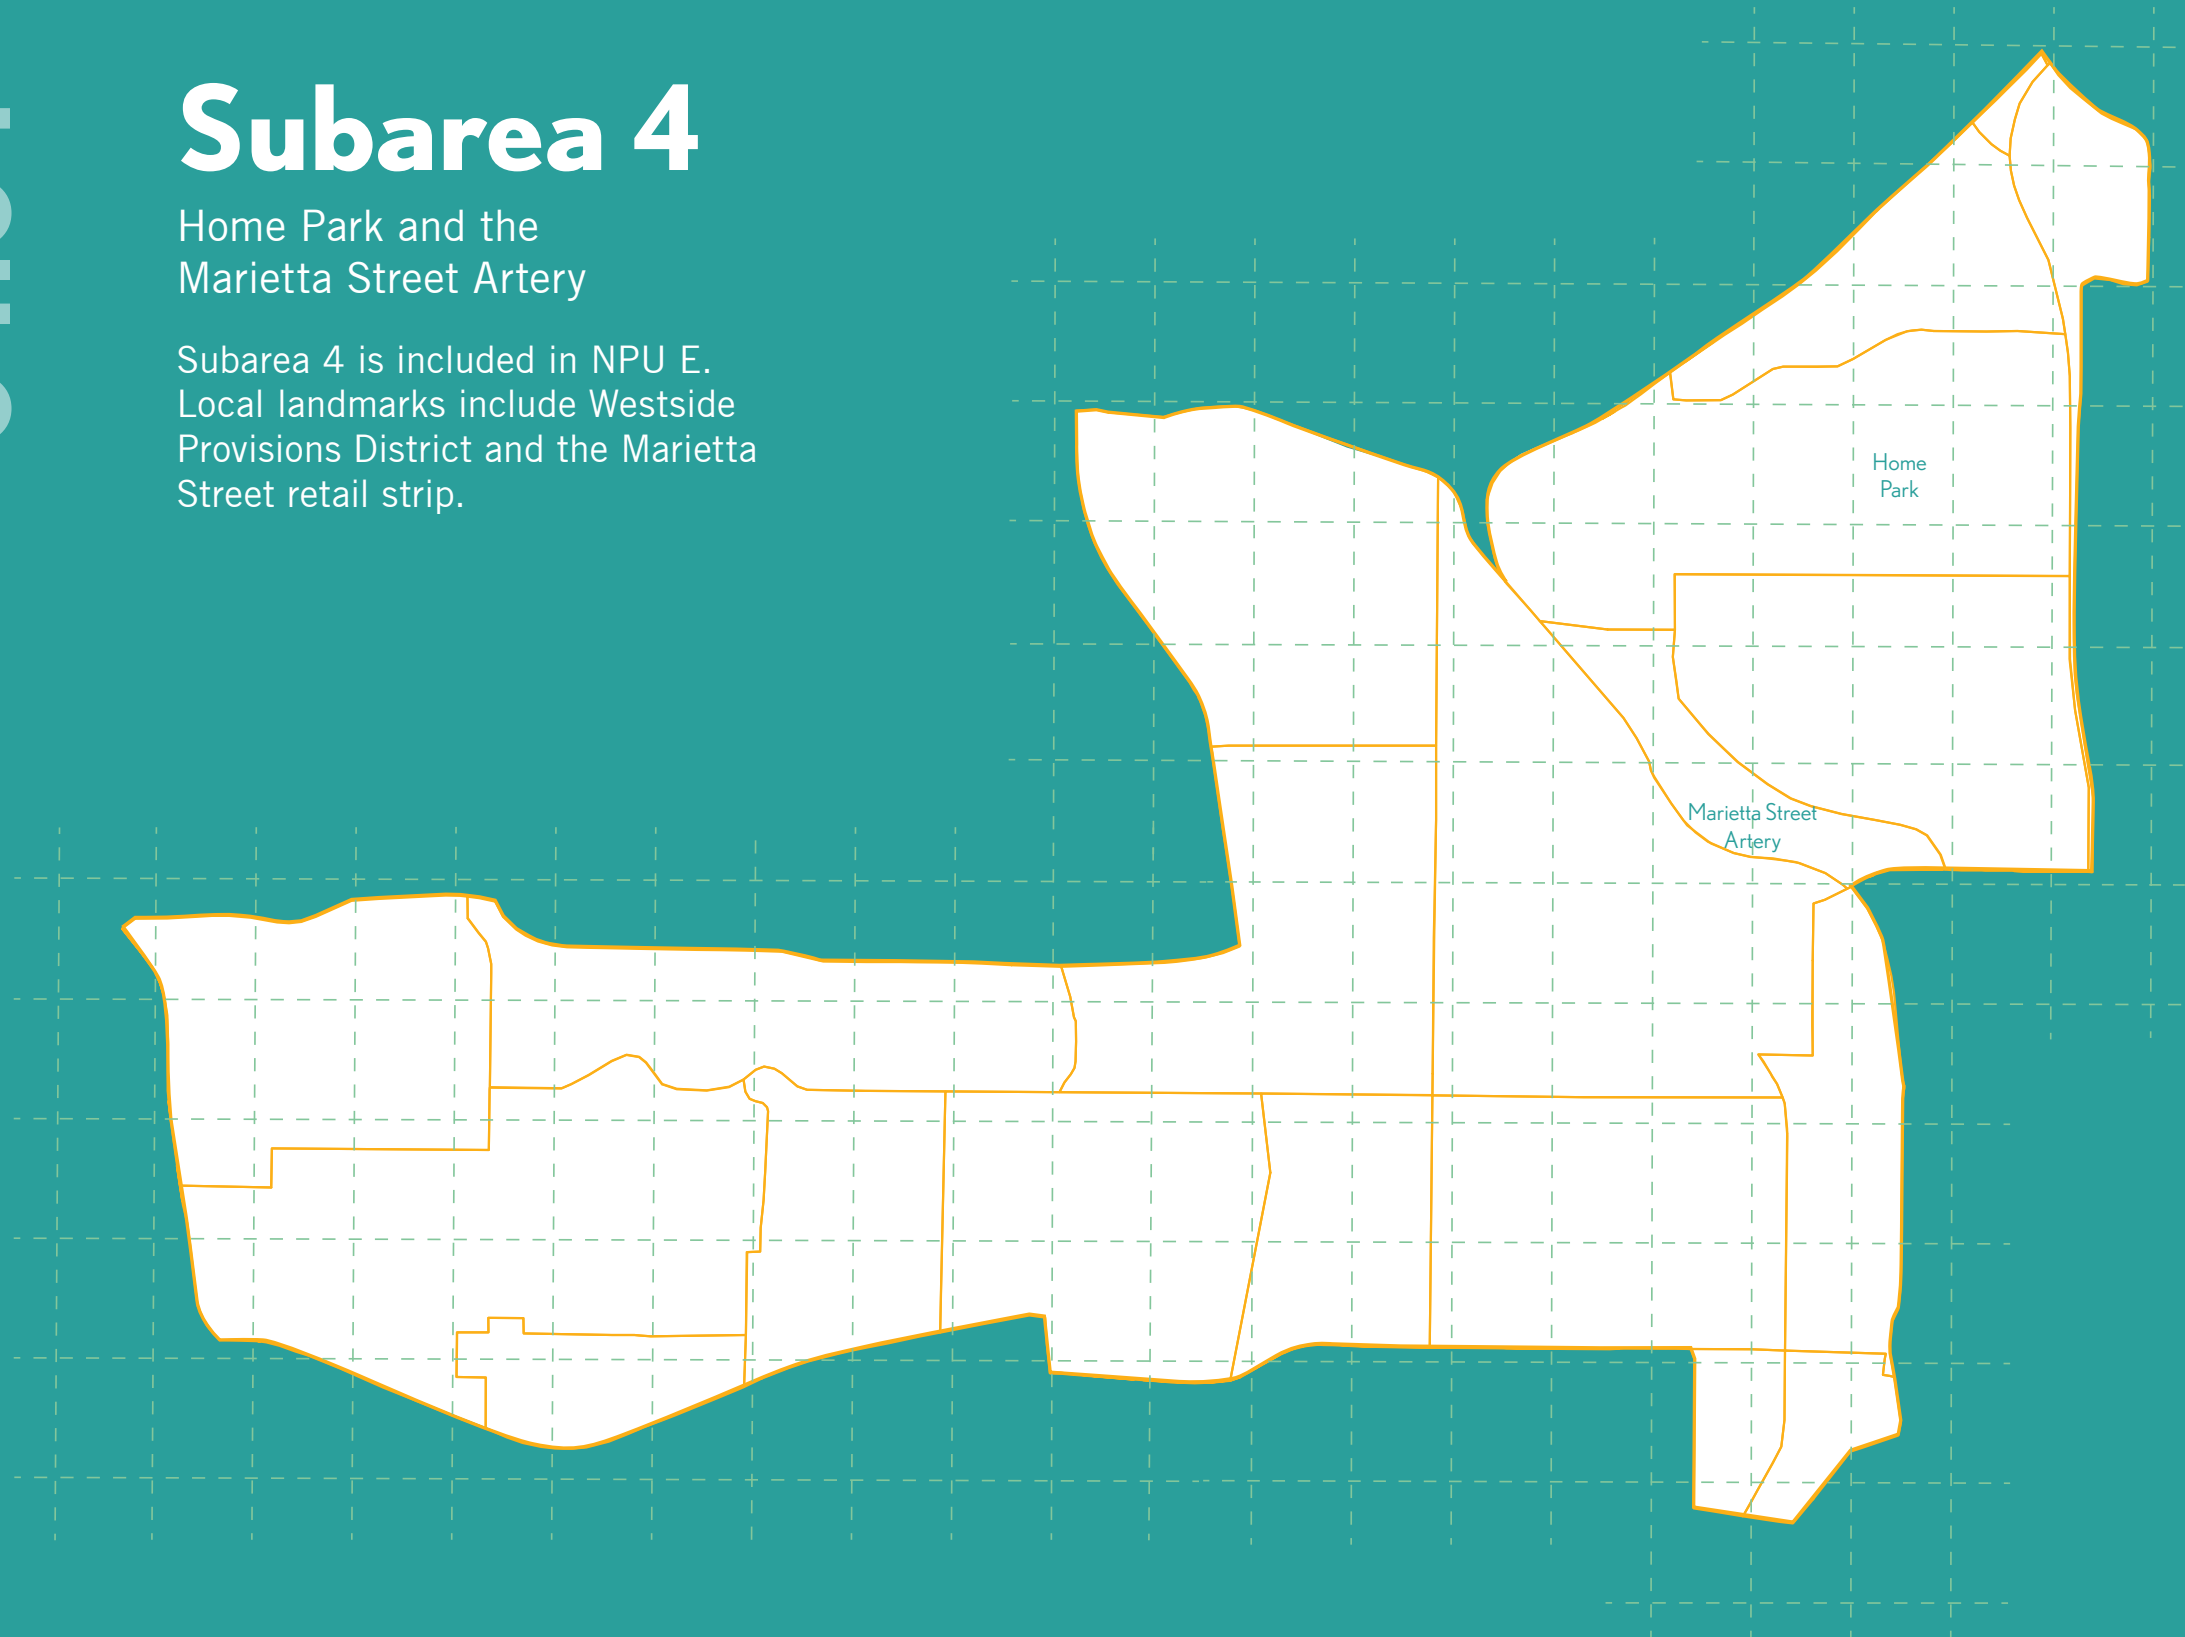 Subarea 4
Home Park and the
Marietta Street Artery
Subarea 4 is included in NPU E.
Local landmarks include Westside
Provisions District and the Marietta
Street retail strip.
Home
Park
Marietta Street
Artery